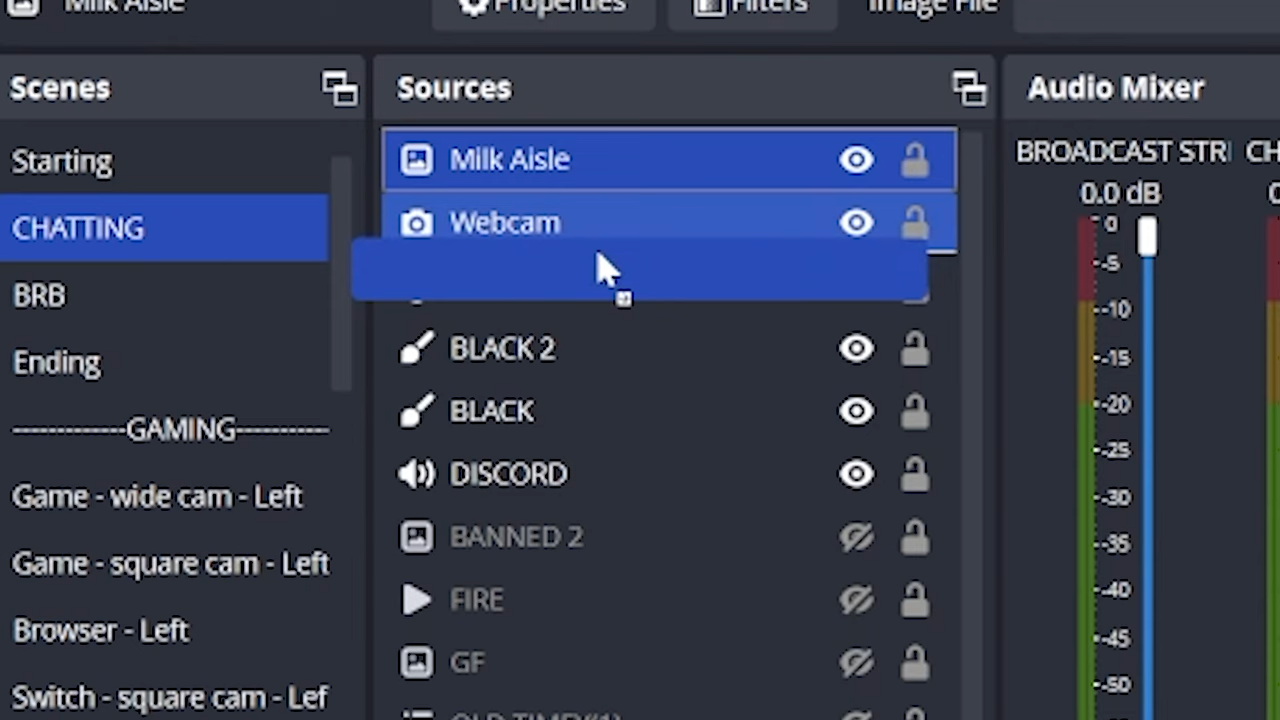 Milk Aisle
Properties
Filters
Image File
Scenes
Starting
CHATTING
BRB
Ending
-------------GAMING-----------
Game - wide cam - Left
Game - square cam - Left
Browser - Left
Switch - square cam - Lef
Sources
Milk Aisle
Webcam
BLACK 2
BLACK
DISCORD
BANNED 2
FIRE
GF
Audio Mixer
BROADCAST STR
CH
0.0 dB
0
0
-5
-10
-15
-20
-25
-30
-35
-40
-45
-50